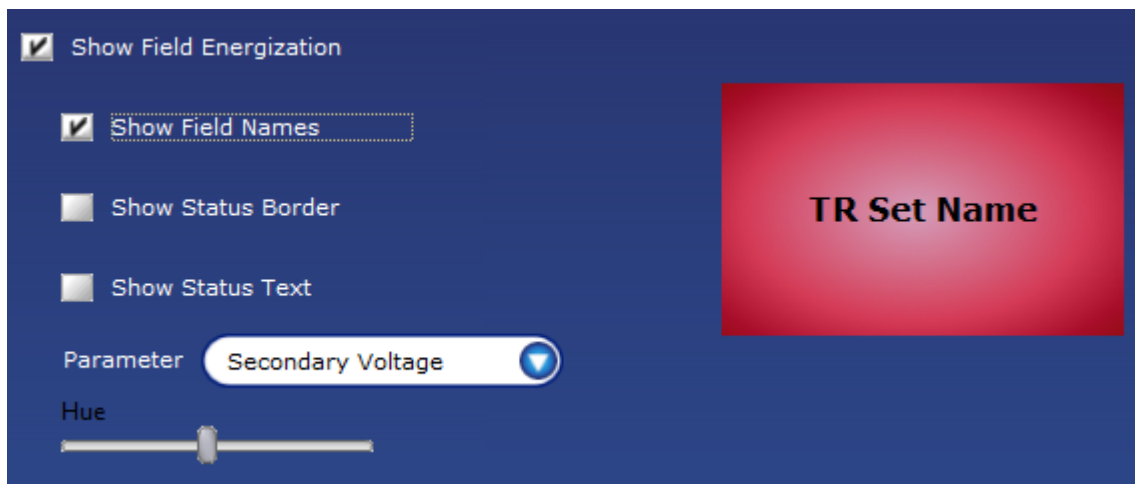 Show Field Energization
Show Field Names
TR Set Name
Show Status Border
Show Status Text
Parameter Secondary Voltage
Hue